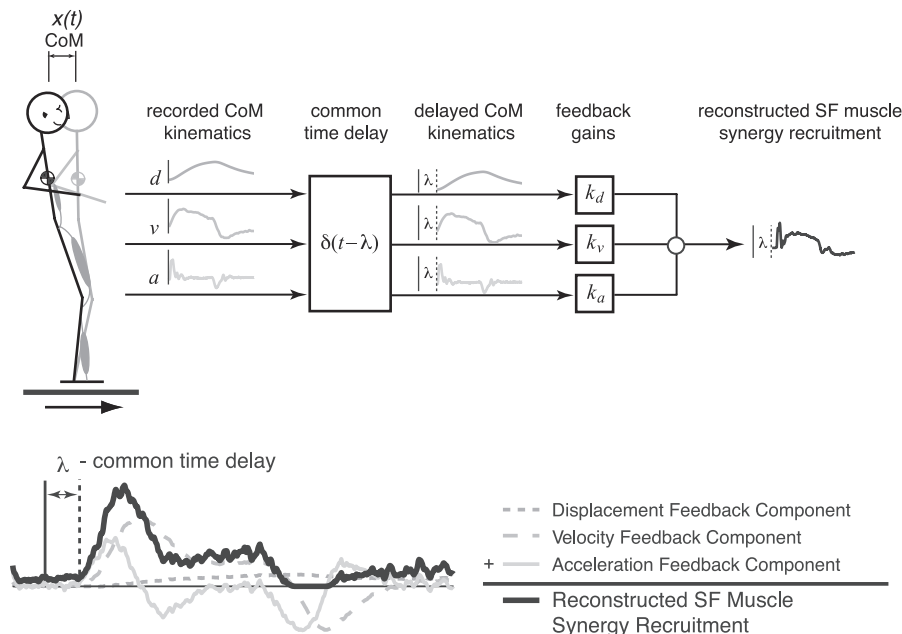 x(t)
CoM
recorded CoM
kinematics
common
time delay
delayed CoM
kinematics
feedback
gains
reconstructed SF muscle
synergy recruitment
d
v
a
δ(t−λ)
λ
λ
λ
k_d
k_v
k_a
λ
λ - common time delay
Displacement Feedback Component
Velocity Feedback Component
+ Acceleration Feedback Component
Reconstructed SF Muscle
Synergy Recruitment